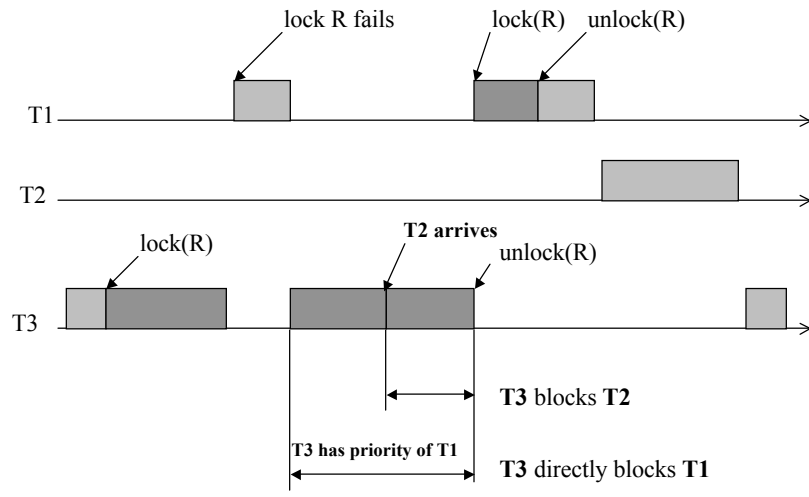 lock R fails
lock(R)
unlock(R)
T1
T2
T2 arrives
lock(R)
unlock(R)
T3
T3 blocks T2
T3 has priority of T1
T3 directly blocks T1